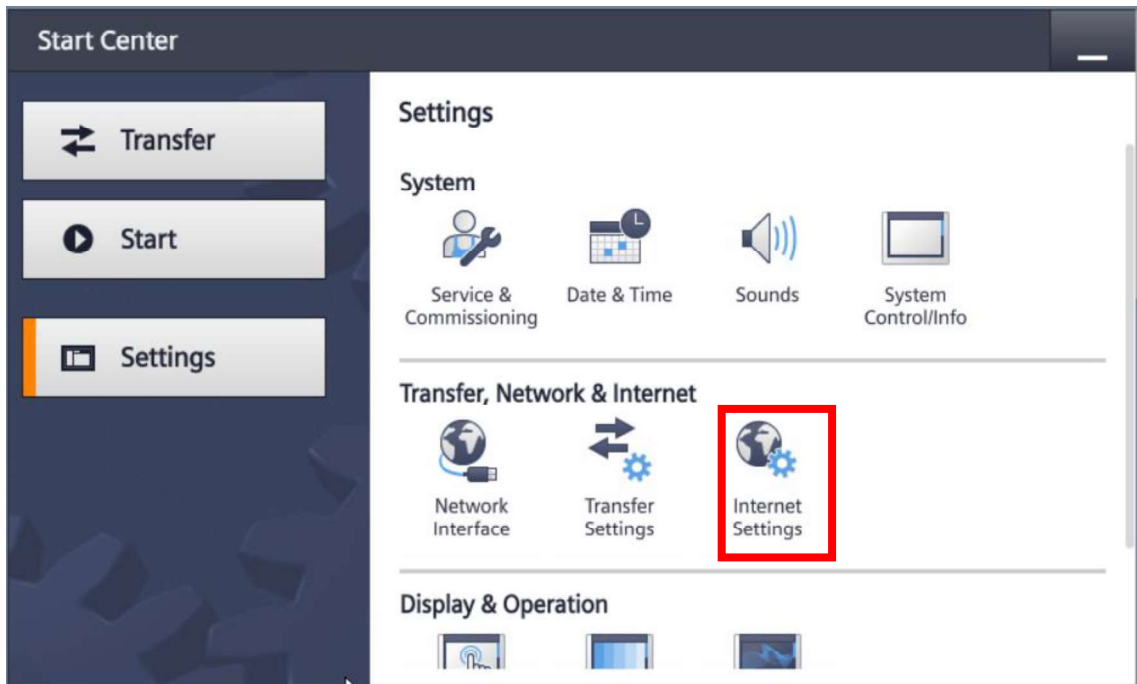 Start Center
Transfer
Start
Settings
Settings
System
Service &
Commissioning
Date & Time
Sounds
System
Control/Info
Transfer, Network & Internet
Network
Interface
Transfer
Settings
Internet
Settings
Display & Operation